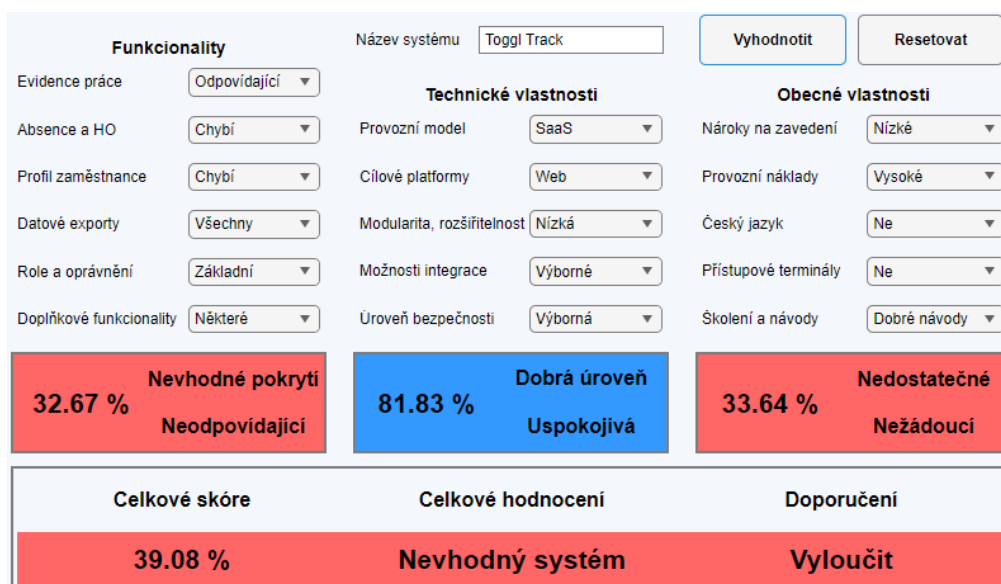 Funkcionality
Název systému Toggl Track
Vyhodnotit
Resetovat
Evidence práce Odpovídající
Absence a HO Chybí
Profil zaměstnance Chybí
Datové exporty Všechny
Role a oprávnění Základní
Doplňkové funkcionality Některé
Technické vlastnosti
Provozní model SaaS
Cílové platformy Web
Modularita, rozšiřitelnost Nízká
Možnosti integrace Výborné
Úroveň bezpečnosti Výborná
Obecné vlastnosti
Nároky na zavedení Nízké
Provozní náklady Vysoké
Český jazyk Ne
Přístupové terminály Ne
Školení a návody Dobré návody
32.67 %
Nevhodné pokrytí
Neodpovídající
81.83 %
Dobrá úroveň
Uspokojivá
33.64 %
Nedostatečné
Nežádoucí
Celkové skóre Celkové hodnocení Doporučení
39.08 % Nevhodný systém Vyloučit